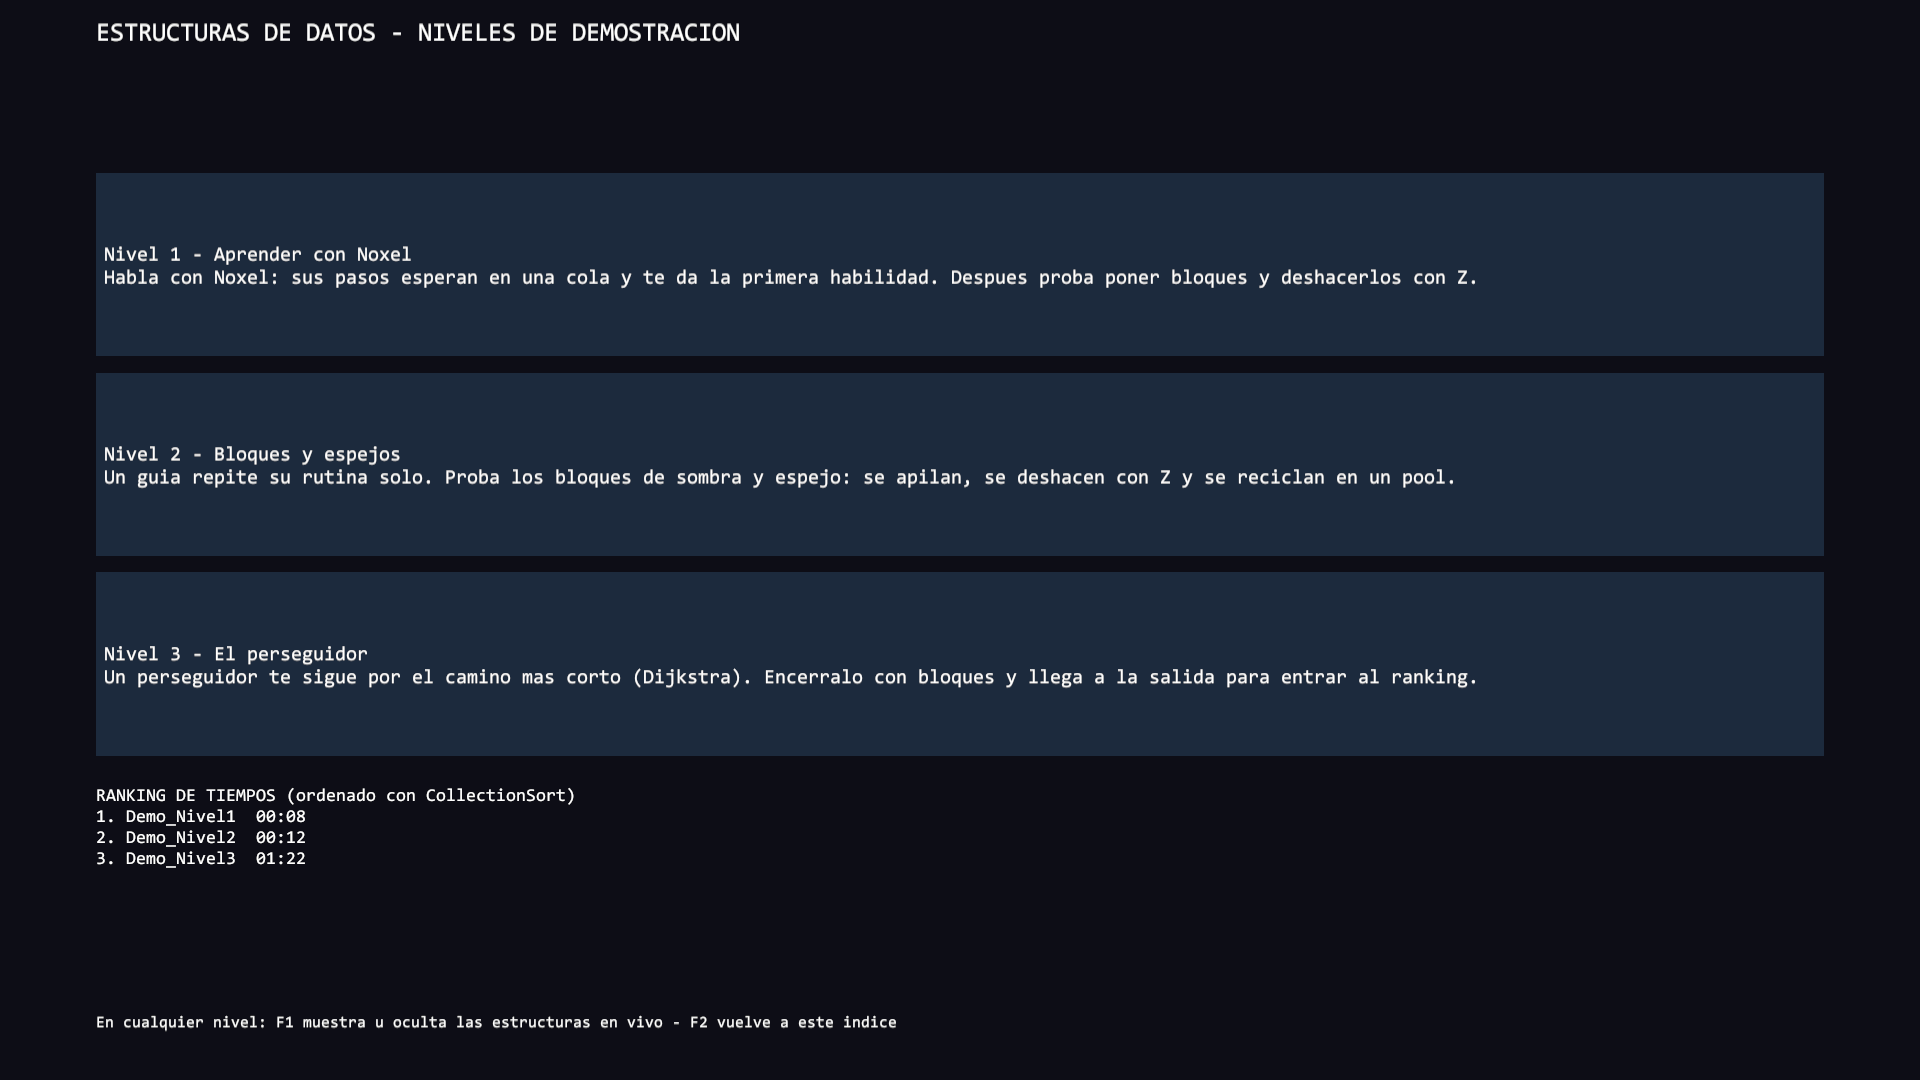 ESTRUCTURAS DE DATOS - NIVELES DE DEMOSTRACION
Nivel 1 - Aprender con Noxel
Habla con Noxel: sus pasos esperan en una cola y te da la primera habilidad. Despues proba poner bloques y deshacerlos con Z.
Nivel 2 - Bloques y espejos
Un guia repite su rutina solo. Proba los bloques de sombra y espejo: se apilan, se deshacen con Z y se reciclan en un pool.
Nivel 3 - El perseguidor
Un perseguidor te sigue por el camino mas corto (Dijkstra). Encerralo con bloques y llega a la salida para entrar al ranking.
RANKING DE TIEMPOS (ordenado con CollectionSort)
1. Demo_Nivel1  00:08
2. Demo_Nivel2  00:12
3. Demo_Nivel3  01:22
En cualquier nivel: F1 muestra u oculta las estructuras en vivo - F2 vuelve a este indice